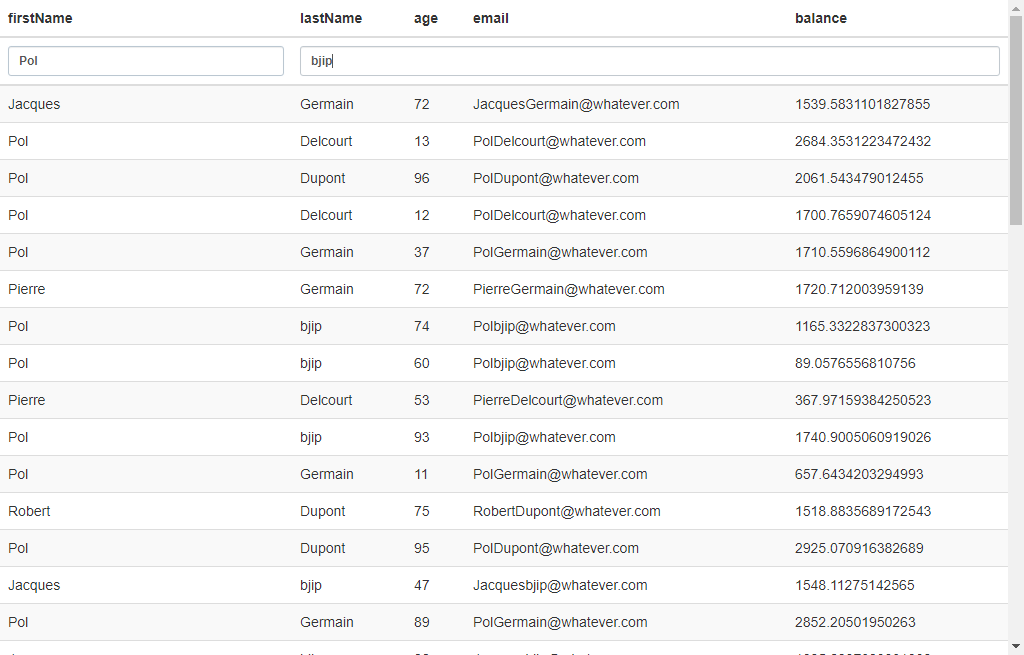 firstName lastName age email balance
Pol bjip
Jacques Germain 72 JacquesGermain@whatever.com 1539.5831101827855
Pol Delcourt 13 PolDelcourt@whatever.com 2684.3531223472432
Pol Dupont 96 PolDupont@whatever.com 2061.543479012455
Pol Delcourt 12 PolDelcourt@whatever.com 1700.7659074605124
Pol Germain 37 PolGermain@whatever.com 1710.5596864900112
Pierre Germain 72 PierreGermain@whatever.com 1720.712003959139
Pol bjip 74 Polbjip@whatever.com 1165.3322837300323
Pol bjip 60 Polbjip@whatever.com 89.0576556810756
Pierre Delcourt 53 PierreDelcourt@whatever.com 367.97159384250523
Pol bjip 93 Polbjip@whatever.com 1740.9005060919026
Pol Germain 11 PolGermain@whatever.com 657.6434203294993
Robert Dupont 75 RobertDupont@whatever.com 1518.8835689172543
Pol Dupont 95 PolDupont@whatever.com 2925.070916382689
Jacques bjip 47 Jacquesbjip@whatever.com 1548.11275142565
Pol Germain 89 PolGermain@whatever.com 2852.20501950263